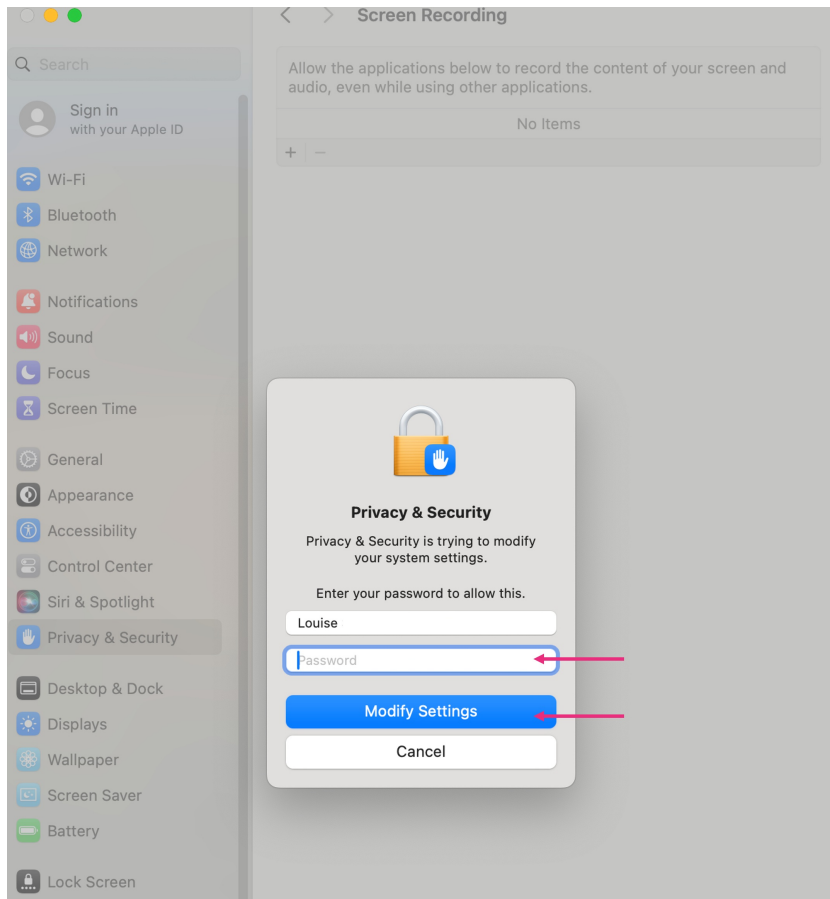 Screen Recording
Search
Allow the applications below to record the content of your screen and
audio, even while using other applications.
Sign in
with your Apple ID
No Items
+ −
Wi-Fi
Bluetooth
Network
Notifications
Sound
Focus
Screen Time
General
Appearance
Accessibility
Control Center
Siri & Spotlight
Privacy & Security
Desktop & Dock
Displays
Wallpaper
Screen Saver
Battery
Lock Screen
Privacy & Security
Privacy & Security is trying to modify
your system settings.
Enter your password to allow this.
Louise
Password
Modify Settings
Cancel